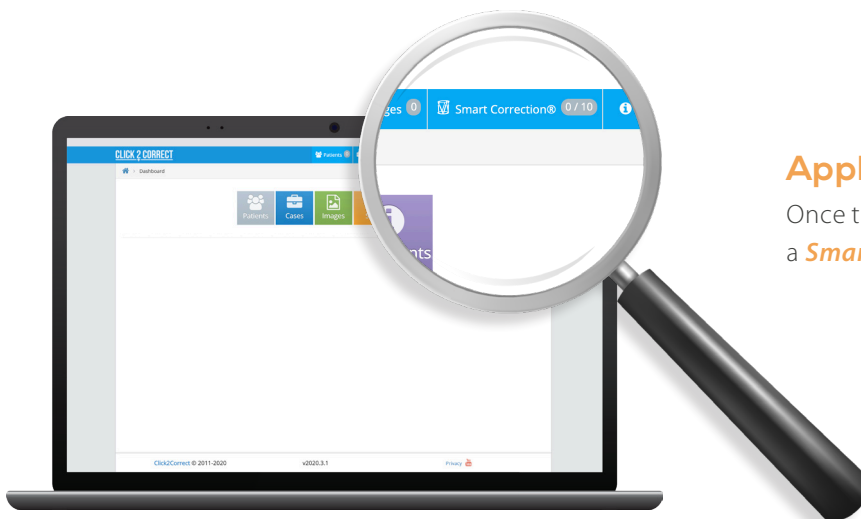 ges 0 Smart Correction® 0 / 10
CLICK 2 CORRECT Patients
Dashboard
Patients Cases Images
nts
Appl
Once t
a Smar
Click2Correct © 2011-2020 v2020.3.1 Privacy